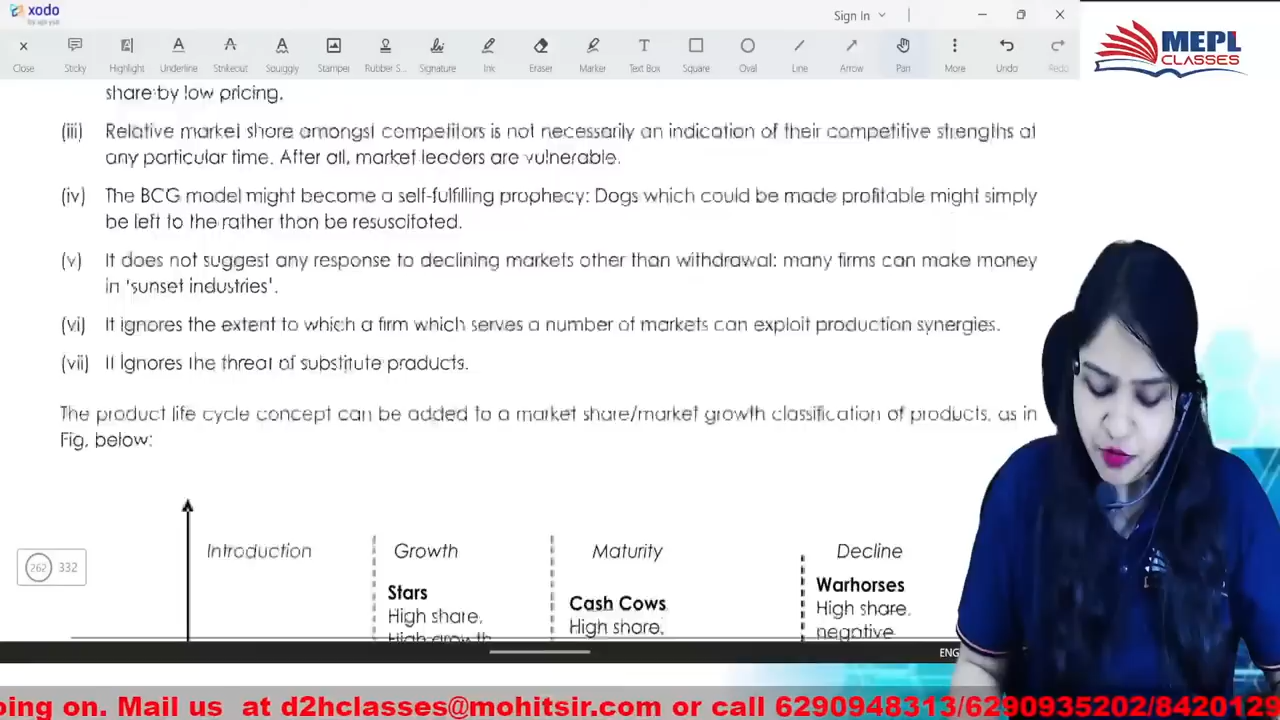 xodo
Sign In
MEPL
CLASSES
Close Sticky Highlight Underline Strikeout Squiggly Stamper Rubber Signature Ink Eraser Marker Text Box Square Oval Line Arrow Pan More Undo Redo
share by low pricing.
(iii) Relative market share amongst competitors is not necessarily an indication of their competitive strengths at
any particular time. After all, market leaders are vulnerable.
(iv) The BCG model might become a self-fulfilling prophecy: Dogs which could be made profitable might simply
be left to the rather than be resuscitated.
(v) It does not suggest any response to declining markets other than withdrawal: many firms can make money
in 'sunset industries'.
(vi) It ignores the extent to which a firm which serves a number of markets can exploit production synergies.
(vii) It Ignores the threat of substitute products.
The product life cycle concept can be added to a market share/market growth classification of products, as in
Fig. below:
Introduction Growth Maturity Decline
Stars Cash Cows Warhorses
High share, High share, High share,
High growth negative
262 332
ENG
oing on. Mail us at d2hclasses@mohitsir.com or call 6290948313/6290935202/8420129